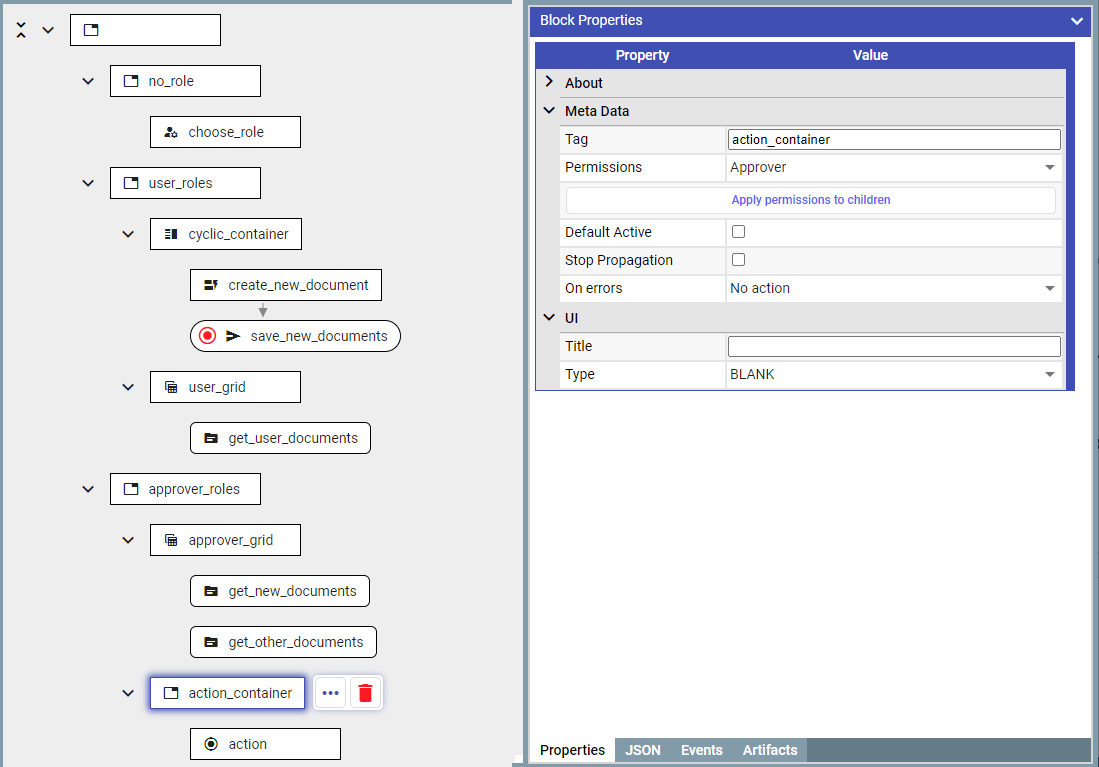 no_role
choose_role
user_roles
cyclic_container
create_new_document
save_new_documents
user_grid
get_user_documents
approver_roles
approver_grid
get_new_documents
get_other_documents
action_container
action
Block Properties
Property Value
About
Meta Data
Tag action_container
Permissions Approver
Apply permissions to children
Default Active
Stop Propagation
On errors No action
UI
Title
Type BLANK
Properties JSON Events Artifacts